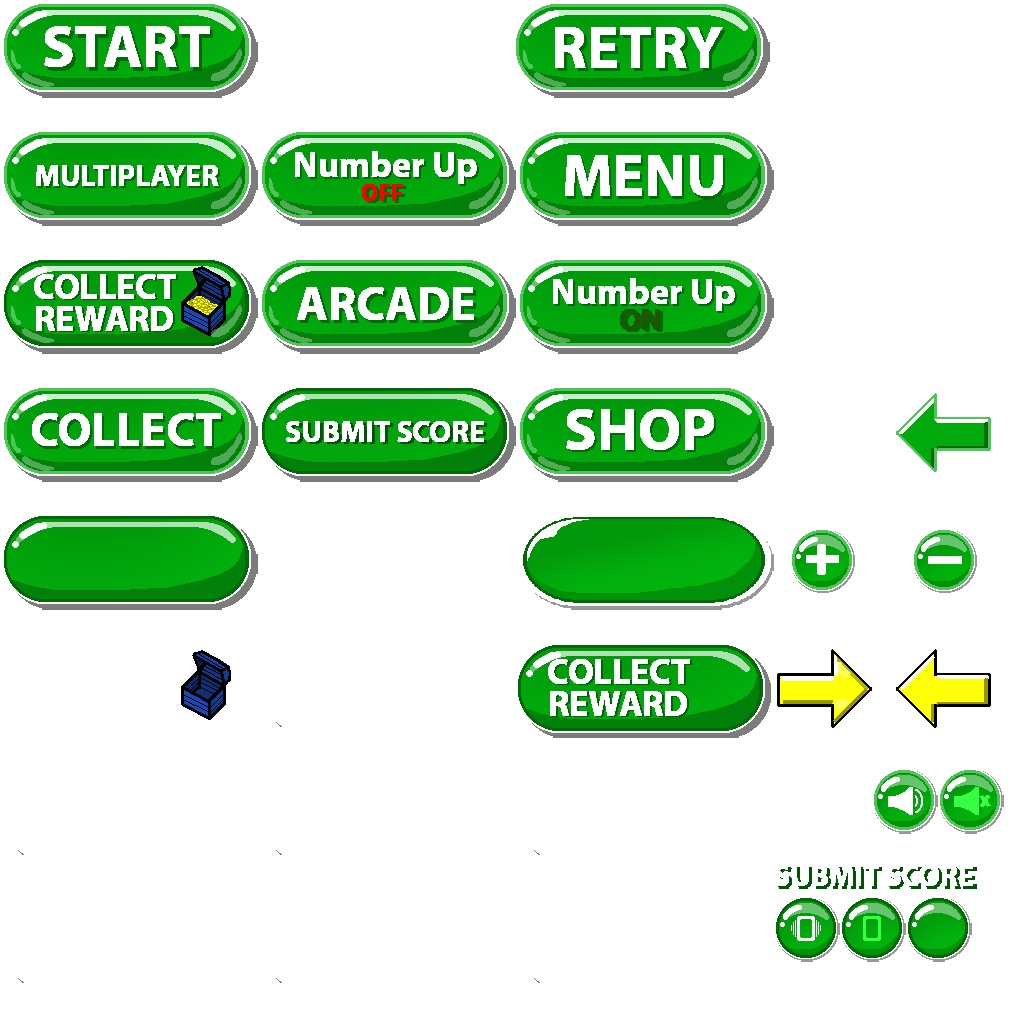 START
RETRY
MULTIPLAYER
Number Up
OFF
MENU
COLLECT
REWARD
ARCADE
Number Up
ON
COLLECT
SUBMIT SCORE
SHOP
COLLECT
REWARD
SUBMIT SCORE